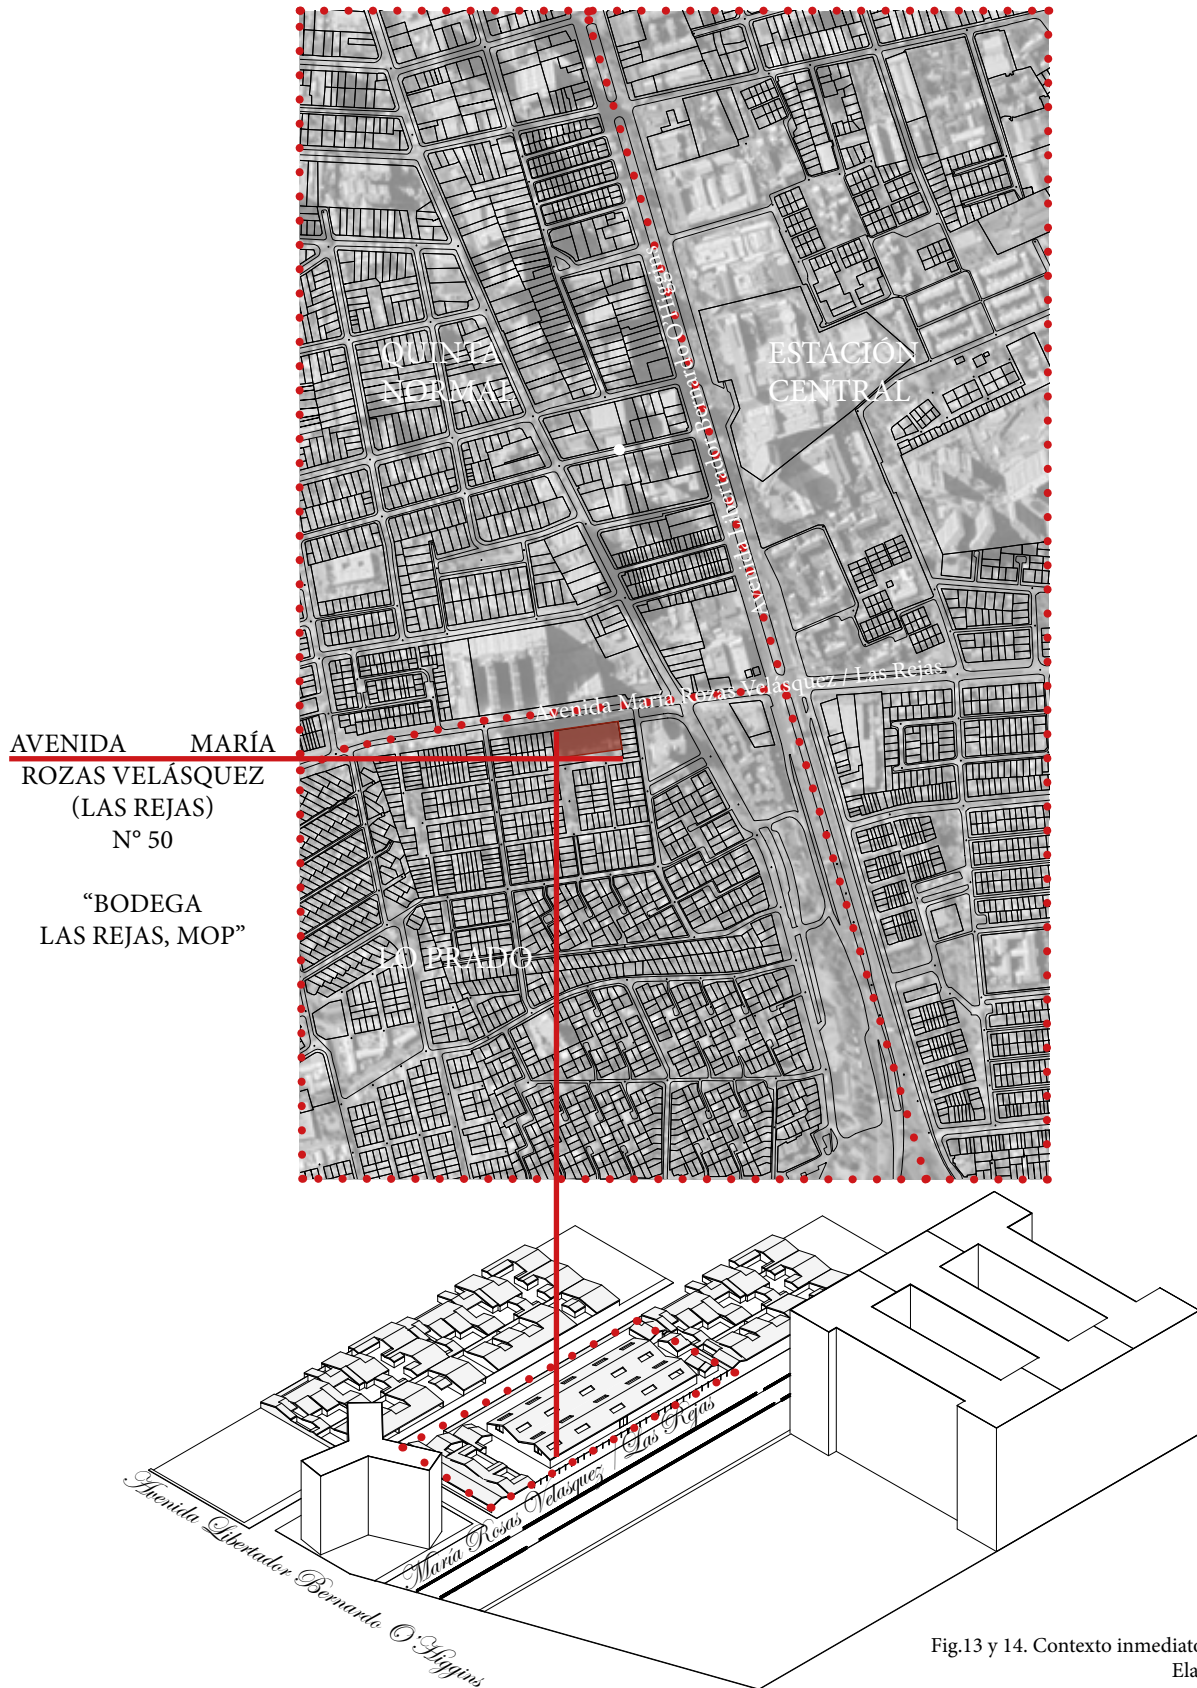 QUINTA
NORMAL
ESTACIÓN
CENTRAL
Avenida Libertador Bernardo O'Higgins
Avenida María Rozas Velásquez / Las Rejas
AVENIDA MARÍA
ROZAS VELÁSQUEZ
(LAS REJAS)
N° 50
“BODEGA
LAS REJAS, MOP”
LO PRADO
María Rosas Velasquez / Las Rejas
Avenida Libertador Bernardo O'Higgins
Fig.13 y 14. Contexto inmediato
Ela